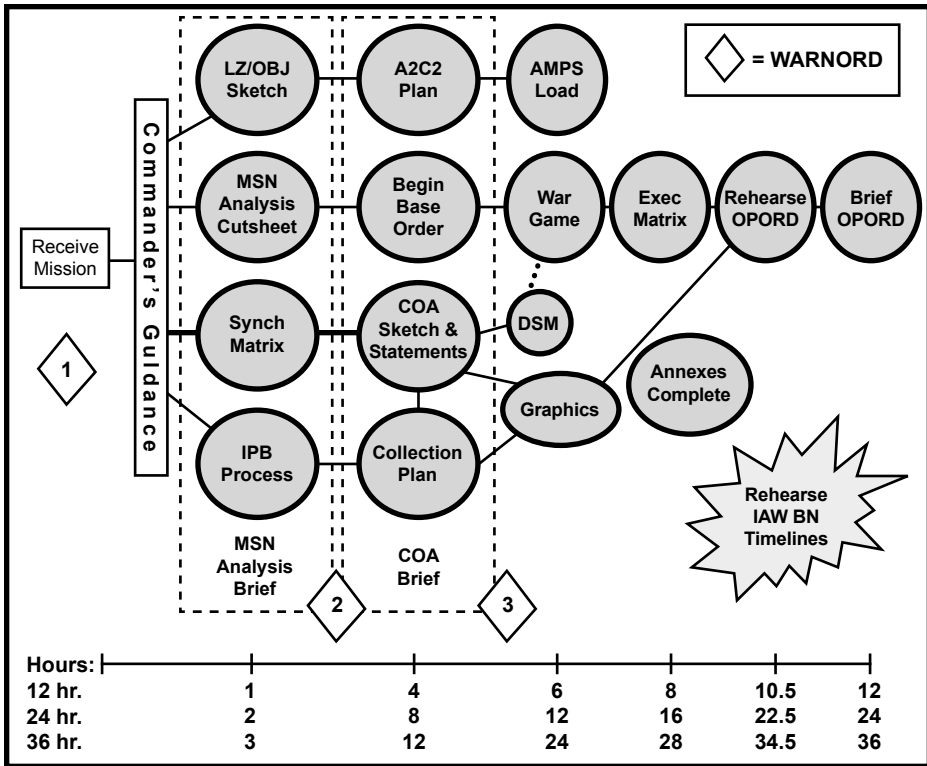 LZ/OBJ
Sketch
A2C2
Plan
AMPS
Load
= WARNORD
Commander's Guldance
MSN
Analysis
Cutsheet
Begin
Base
Order
War
Game
Exec
Matrix
Rehearse
OPORD
Brief
OPORD
Receive
Mission
1
Synch
Matrix
COA
Sketch &
Statements
DSM
Graphics
Annexes
Complete
IPB
Process
Collection
Plan
Rehearse
IAW BN
Timelines
MSN
Analysis
Brief
2
COA
Brief
3
Hours:
12 hr. 1 4 6 8 10.5 12
24 hr. 2 8 12 16 22.5 24
36 hr. 3 12 24 28 34.5 36